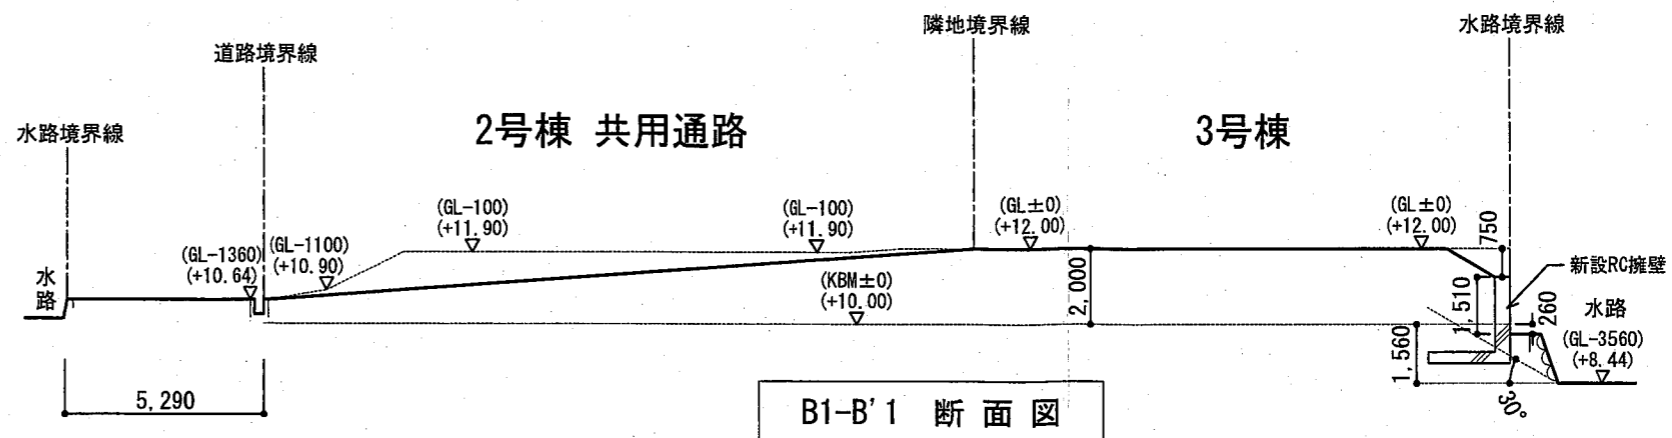 隣地境界線
水路境界線
道路境界線
水路境界線
2号棟 共用通路
3号棟
(GL-100)
(+11.90)
(GL-100)
(+11.90)
(GL±0)
(+12.00)
(GL±0)
(+12.00)
750
(GL-1360)
(+10.64)
(GL-1100)
(+10.90)
水路
新設RC擁壁
(KBM±0)
(+10.00)
2,000
1,510
260
水路
(GL-3560)
(+8.44)
1,560
30°
5,290
B1-B'1 断面図